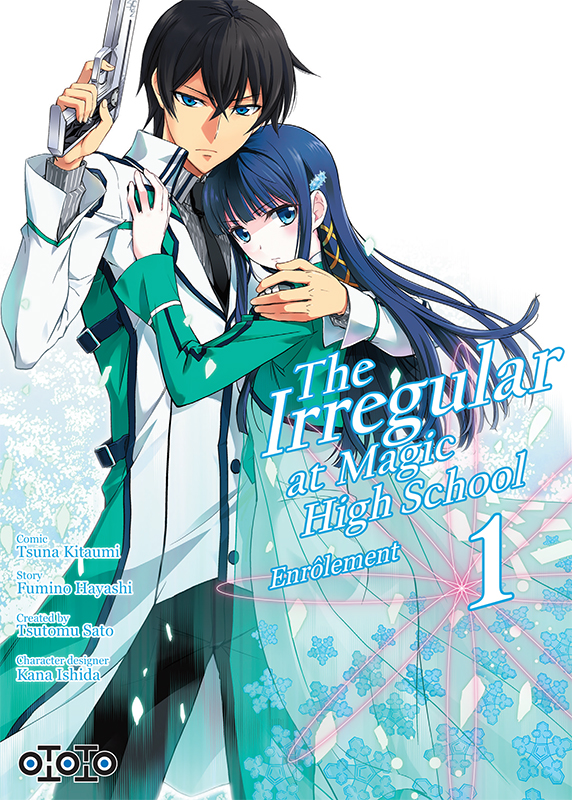 The
Irregular
at Magic
High School
1
Enrôlement
Comic
Tsuna Kitaumi
Story
Fumino Hayashi
Created by
Tsutomu Sato
Character designer
Kana Ishida
OTOTO